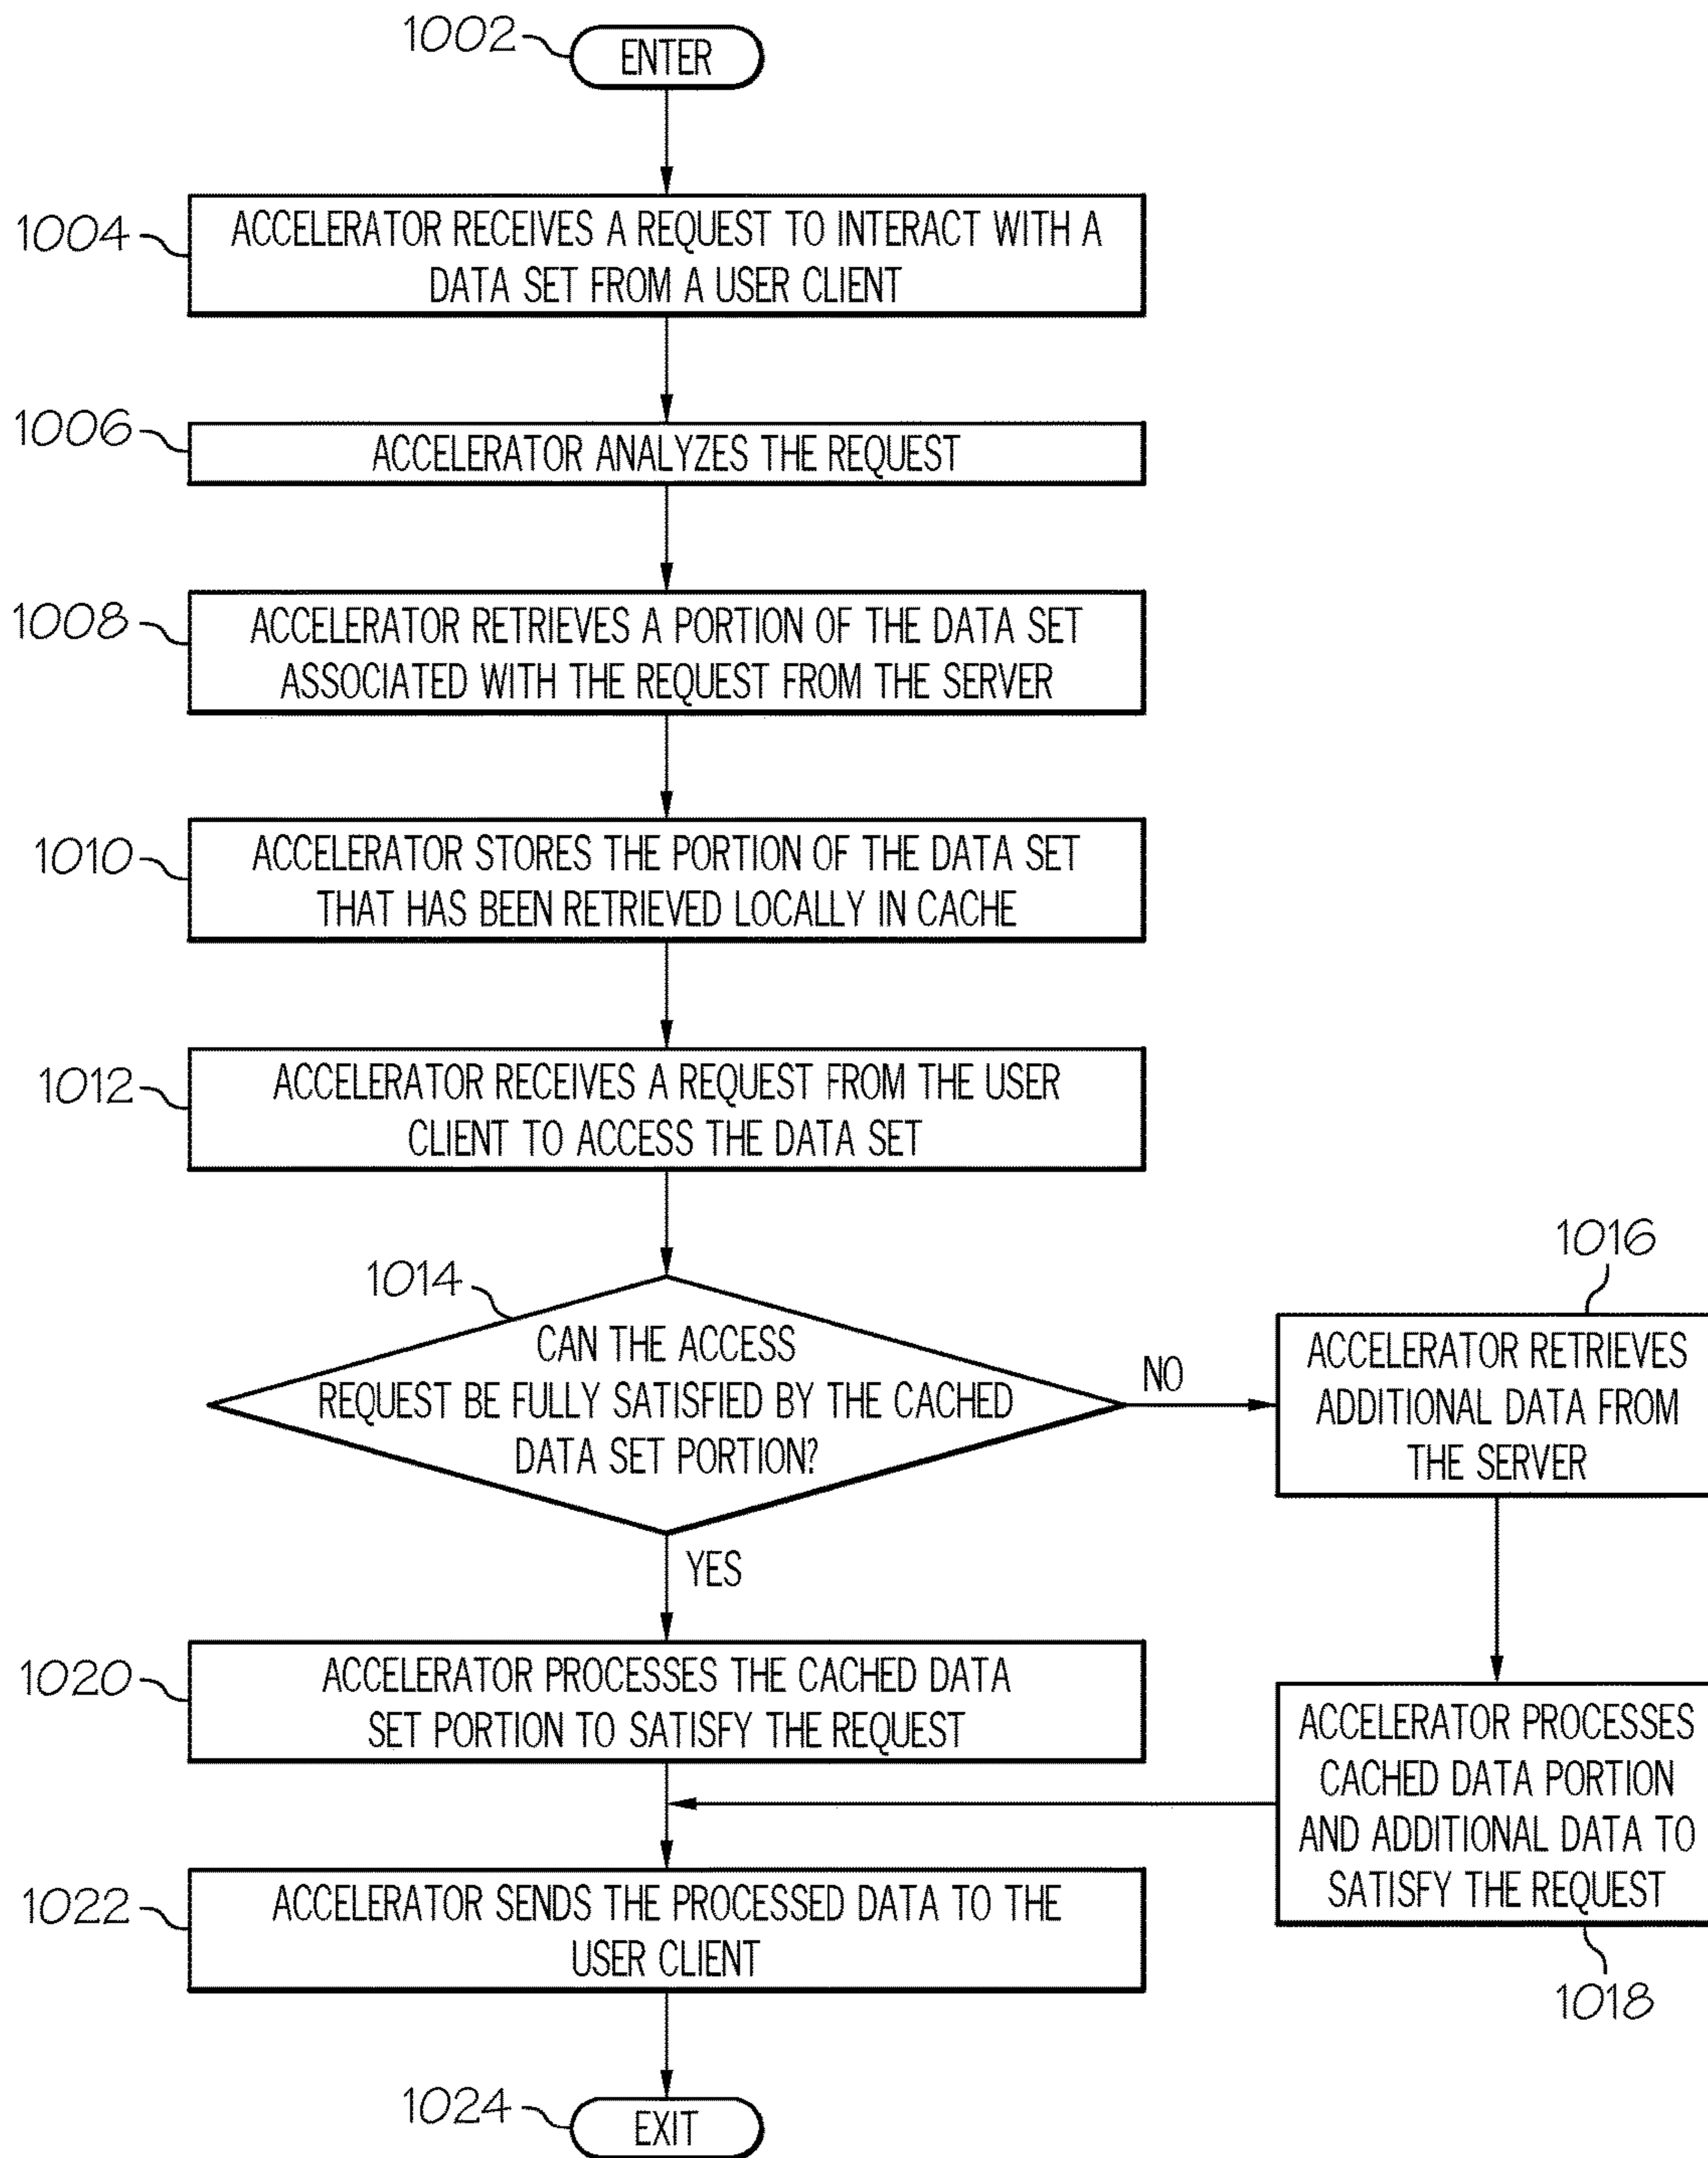 1002
ENTER
1004
ACCELERATOR RECEIVES A REQUEST TO INTERACT WITH A
DATA SET FROM A USER CLIENT
1006
ACCELERATOR ANALYZES THE REQUEST
1008
ACCELERATOR RETRIEVES A PORTION OF THE DATA SET
ASSOCIATED WITH THE REQUEST FROM THE SERVER
1010
ACCELERATOR STORES THE PORTION OF THE DATA SET
THAT HAS BEEN RETRIEVED LOCALLY IN CACHE
1012
ACCELERATOR RECEIVES A REQUEST FROM THE USER
CLIENT TO ACCESS THE DATA SET
1014
CAN THE ACCESS
REQUEST BE FULLY SATISFIED BY THE CACHED
DATA SET PORTION?
NO
1016
ACCELERATOR RETRIEVES
ADDITIONAL DATA FROM
THE SERVER
YES
1020
ACCELERATOR PROCESSES THE CACHED DATA
SET PORTION TO SATISFY THE REQUEST
ACCELERATOR PROCESSES
CACHED DATA PORTION
AND ADDITIONAL DATA TO
SATISFY THE REQUEST
1018
1022
ACCELERATOR SENDS THE PROCESSED DATA TO THE
USER CLIENT
1024
EXIT